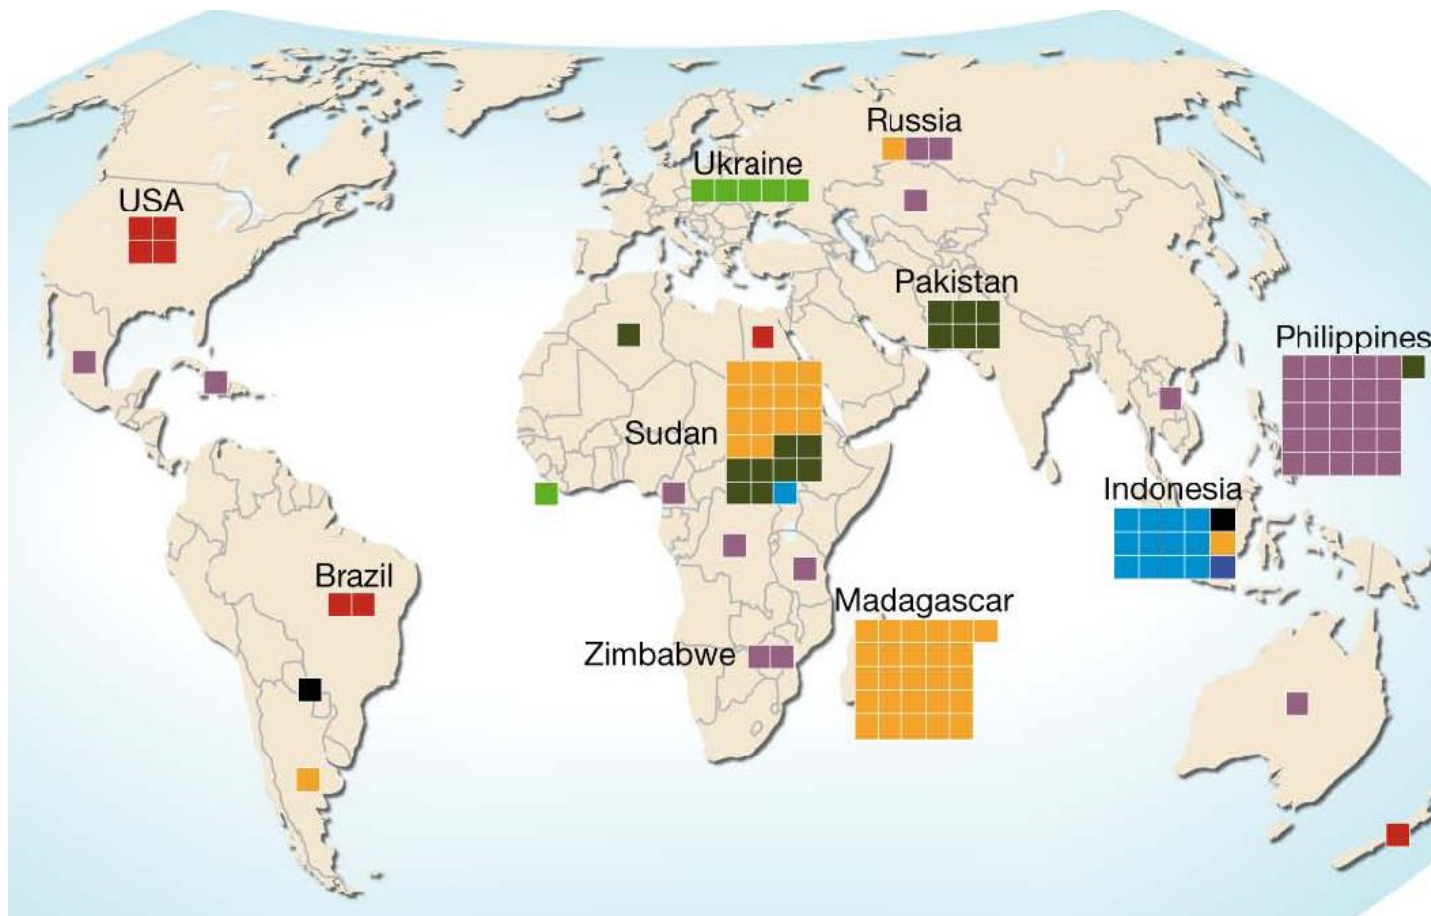 Russia
Ukraine
USA
Pakistan
Philippines
Sudan
Indonesia
Brazil
Madagascar
Zimbabwe